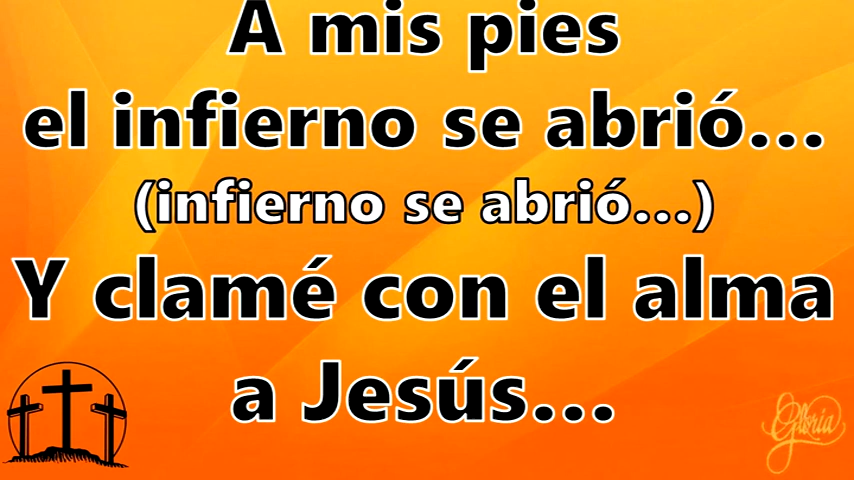 A mis pies
el infierno se abrió...
(infierno se abrió...)
Y clamé con el alma
a Jesús...
Gloria